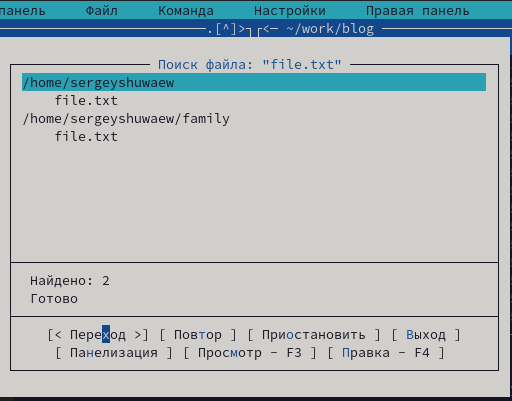 панель Файл Команда Настройки Правая панель
.[^]> <─ ~/work/blog
Поиск файла: "file.txt"
/home/sergeyshuwaew
file.txt
/home/sergeyshuwaew/family
file.txt
Найдено: 2
Готово
[< Переход >] [ Повтор ] [ Приостановить ] [ Выход ]
[ Панелизация ] [ Просмотр - F3 ] [ Правка - F4 ]